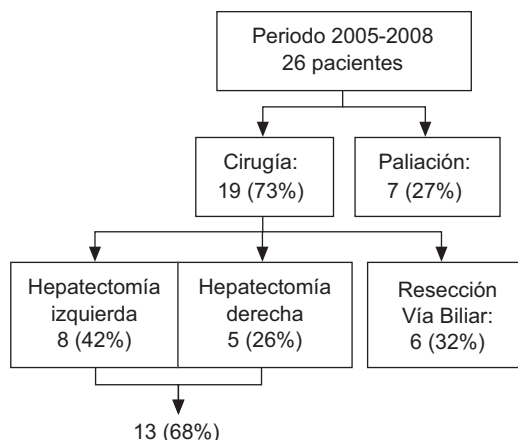 Periodo 2005-2008
26 pacientes
Cirugía:
19 (73%)
Paliación:
7 (27%)
Hepatectomía
izquierda
8 (42%)
Hepatectomía
derecha
5 (26%)
Resección
Vía Biliar:
6 (32%)
13 (68%)